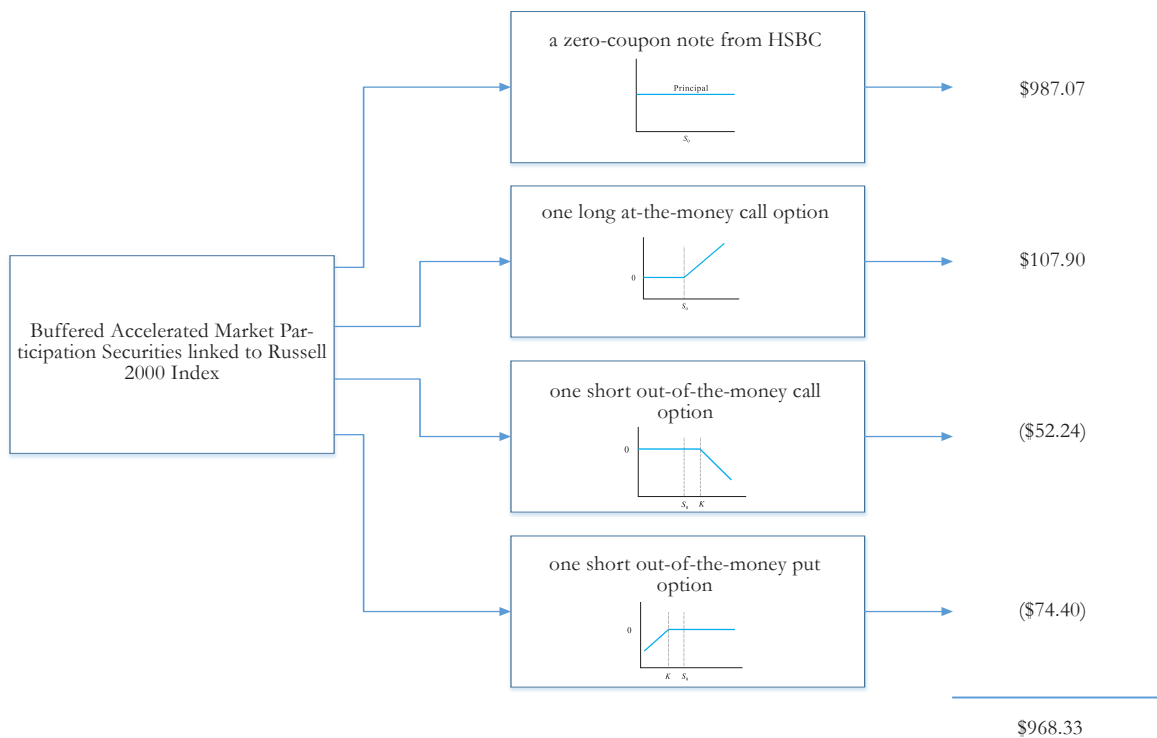 a zero-coupon note from HSBC
Principal
S₀
$987.07
one long at-the-money call option
0
S₀
$107.90
Buffered Accelerated Market Par-
ticipation Securities linked to Russell
2000 Index
one short out-of-the-money call
option
0
S₀ K
($52.24)
one short out-of-the-money put
option
0
K S₀
($74.40)
$968.33